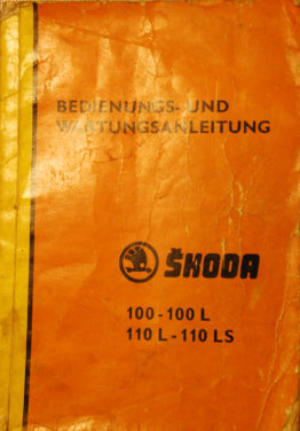 BEDIENUNGS- UND
WARTUNGSANLEITUNG
ŠKODA
100 - 100 L
110 L - 110 LS